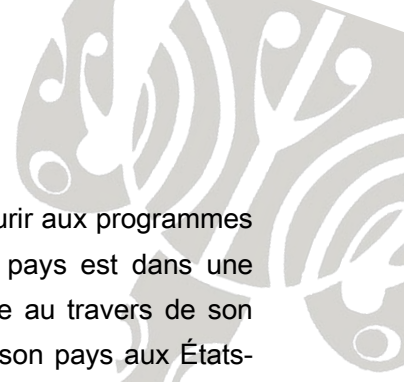 urir aux programmes
pays est dans une
e au travers de son
son pays aux États-